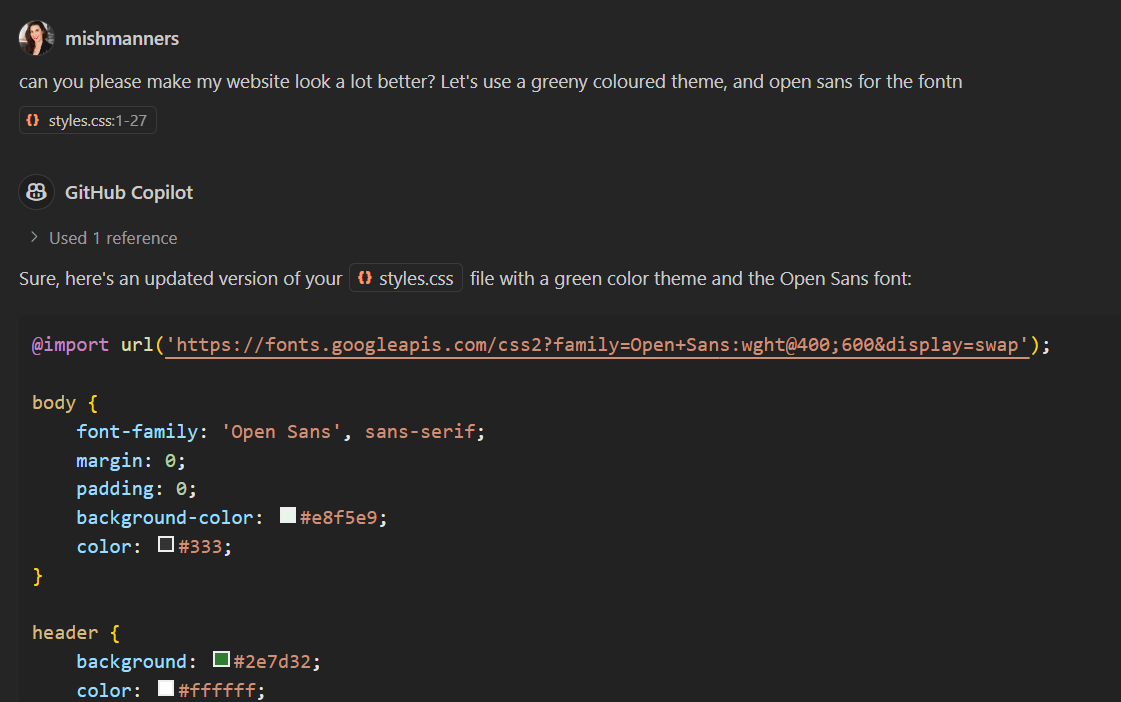 mishmanners
can you please make my website look a lot better? Let's use a greeny coloured theme, and open sans for the fontn
{} styles.css:1-27
GitHub Copilot
> Used 1 reference
Sure, here's an updated version of your {} styles.css file with a green color theme and the Open Sans font:
@import url('https://fonts.googleapis.com/css2?family=Open+Sans:wght@400;600&display=swap');
body {
    font-family: 'Open Sans', sans-serif;
    margin: 0;
    padding: 0;
    background-color: #e8f5e9;
    color: #333;
}
header {
    background: #2e7d32;
    color: #ffffff;